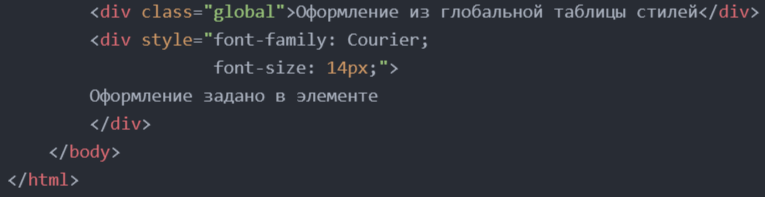 <div class="global">Оформление из глобальной таблицы стилей</div>
<div style="font-family: Courier;
font-size: 14px;">
Оформление задано в элементе
</div>
</body>
</html>